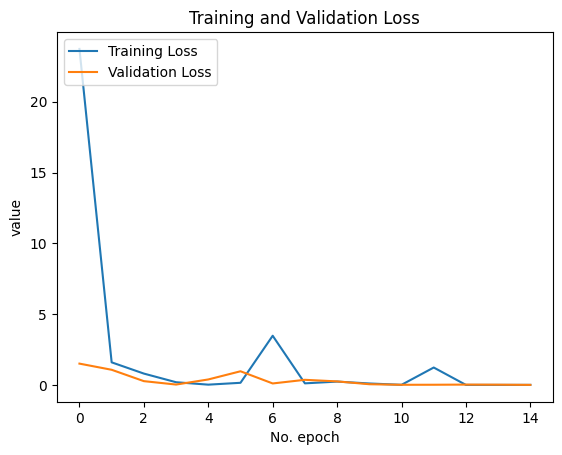 Training and Validation Loss
Training Loss
Validation Loss
value
20
15
10
5
0
0 2 4 6 8 10 12 14
No. epoch